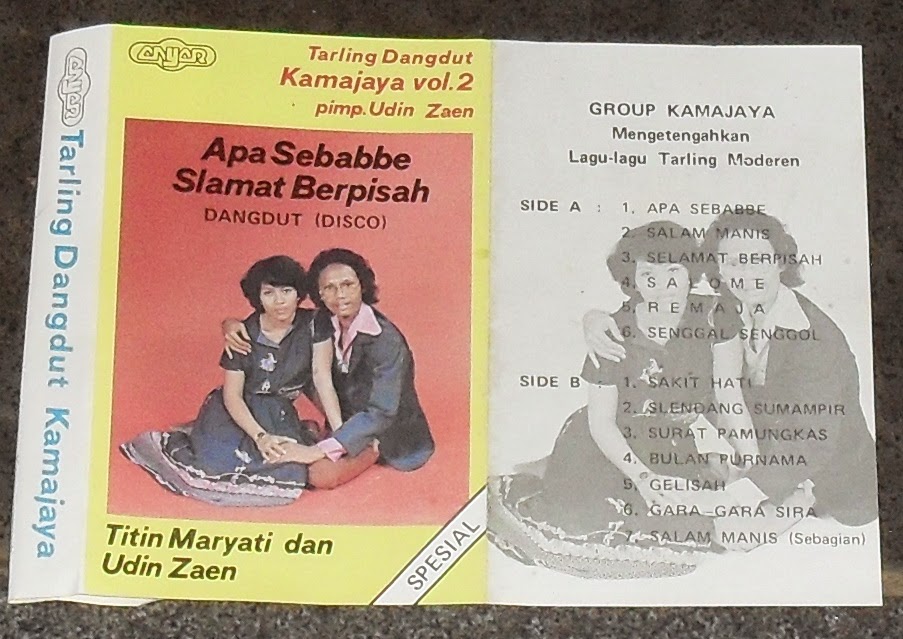 ANYAR
Tarling Dangdut Kamajaya
ANYAR
Tarling Dangdut
Kamajaya vol.2
pimp. Udin Zaen
Apa Sebabbe
Slamat Berpisah
DANGDUT (DISCO)
Titin Maryati dan
Udin Zaen
SPESIAL
GROUP KAMAJAYA
Mengetengahkan
Lagu-lagu Tarling Moderen
SIDE A : 1. APA SEBABBE
2. SALAM MANIS
3. SELAMAT BERPISAH
4. S A L O M E
5. R E M A J A
6. SENGGAL SENGGOL
SIDE B : 1. SAKIT HATI
2. SLENDANG SUMAMPIR
3. SURAT PAMUNGKAS
4. BULAN PURNAMA
5. GELISAH
6. GARA-GARA SIRA
7. SALAM MANIS (Sebagian)